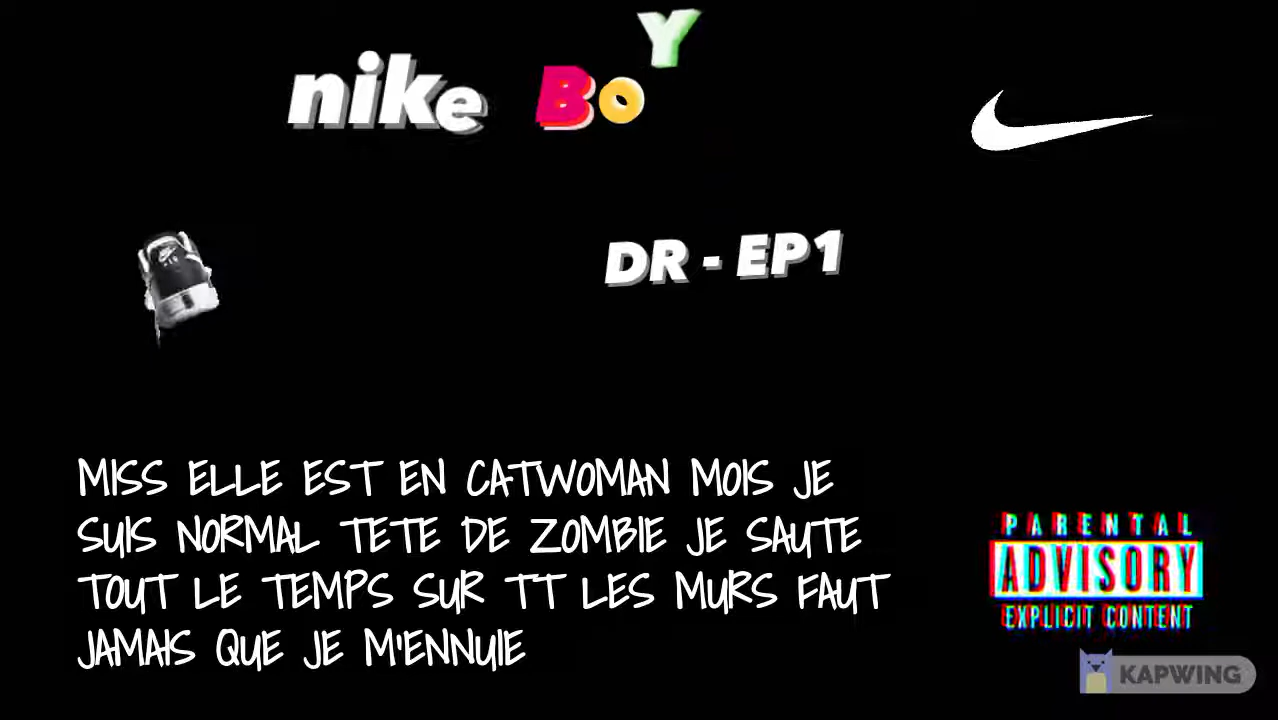 nike BoY
DR - EP1
MISS ELLE EST EN CATWOMAN MOIS JE
SUIS NORMAL TETE DE ZOMBIE JE SAUTE
TOUT LE TEMPS SUR TT LES MURS FAUT
JAMAIS QUE JE M'ENNUIE
PARENTAL
ADVISORY
EXPLICIT CONTENT
KAPWING